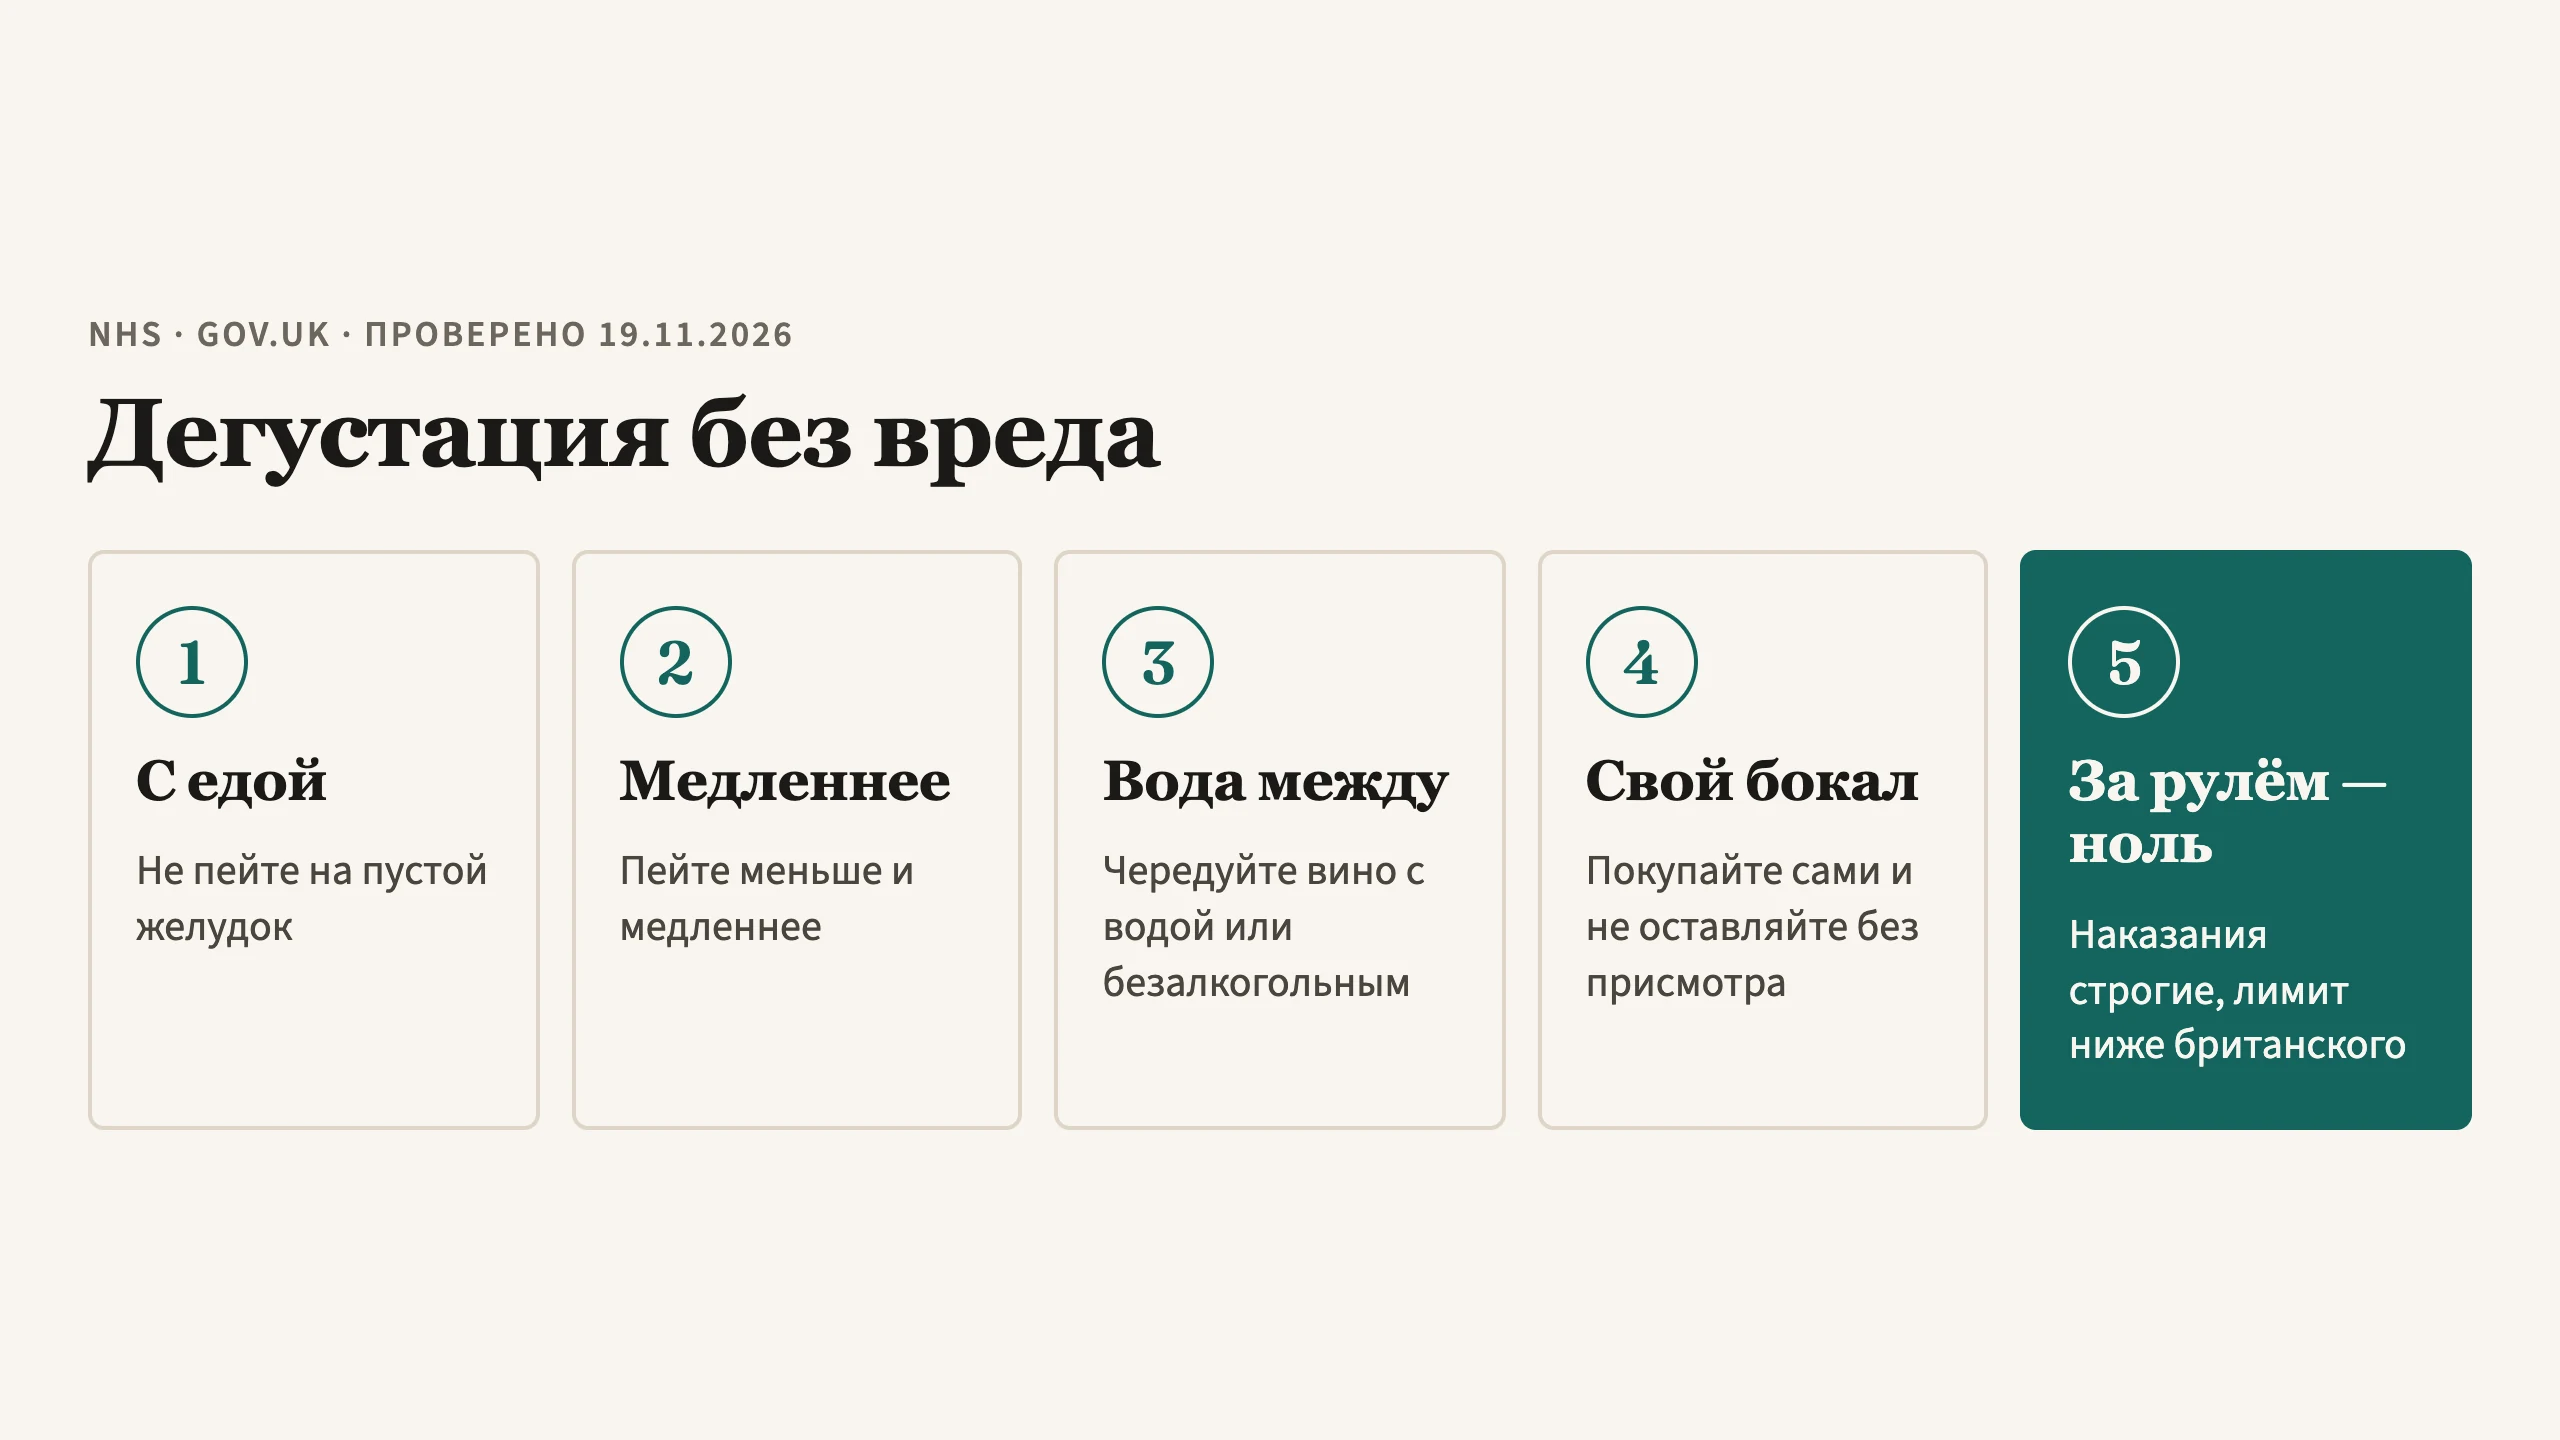 NHS · GOV.UK · ПРОВЕРЕНО 19.11.2026
Дегустация без вреда
1
С едой
Не пейте на пустой
желудок
2
Медленнее
Пейте меньше и
медленнее
3
Вода между
Чередуйте вино с
водой или
безалкогольным
4
Свой бокал
Покупайте сами и
не оставляйте без
присмотра
5
За рулём —
ноль
Наказания
строгие, лимит
ниже британского